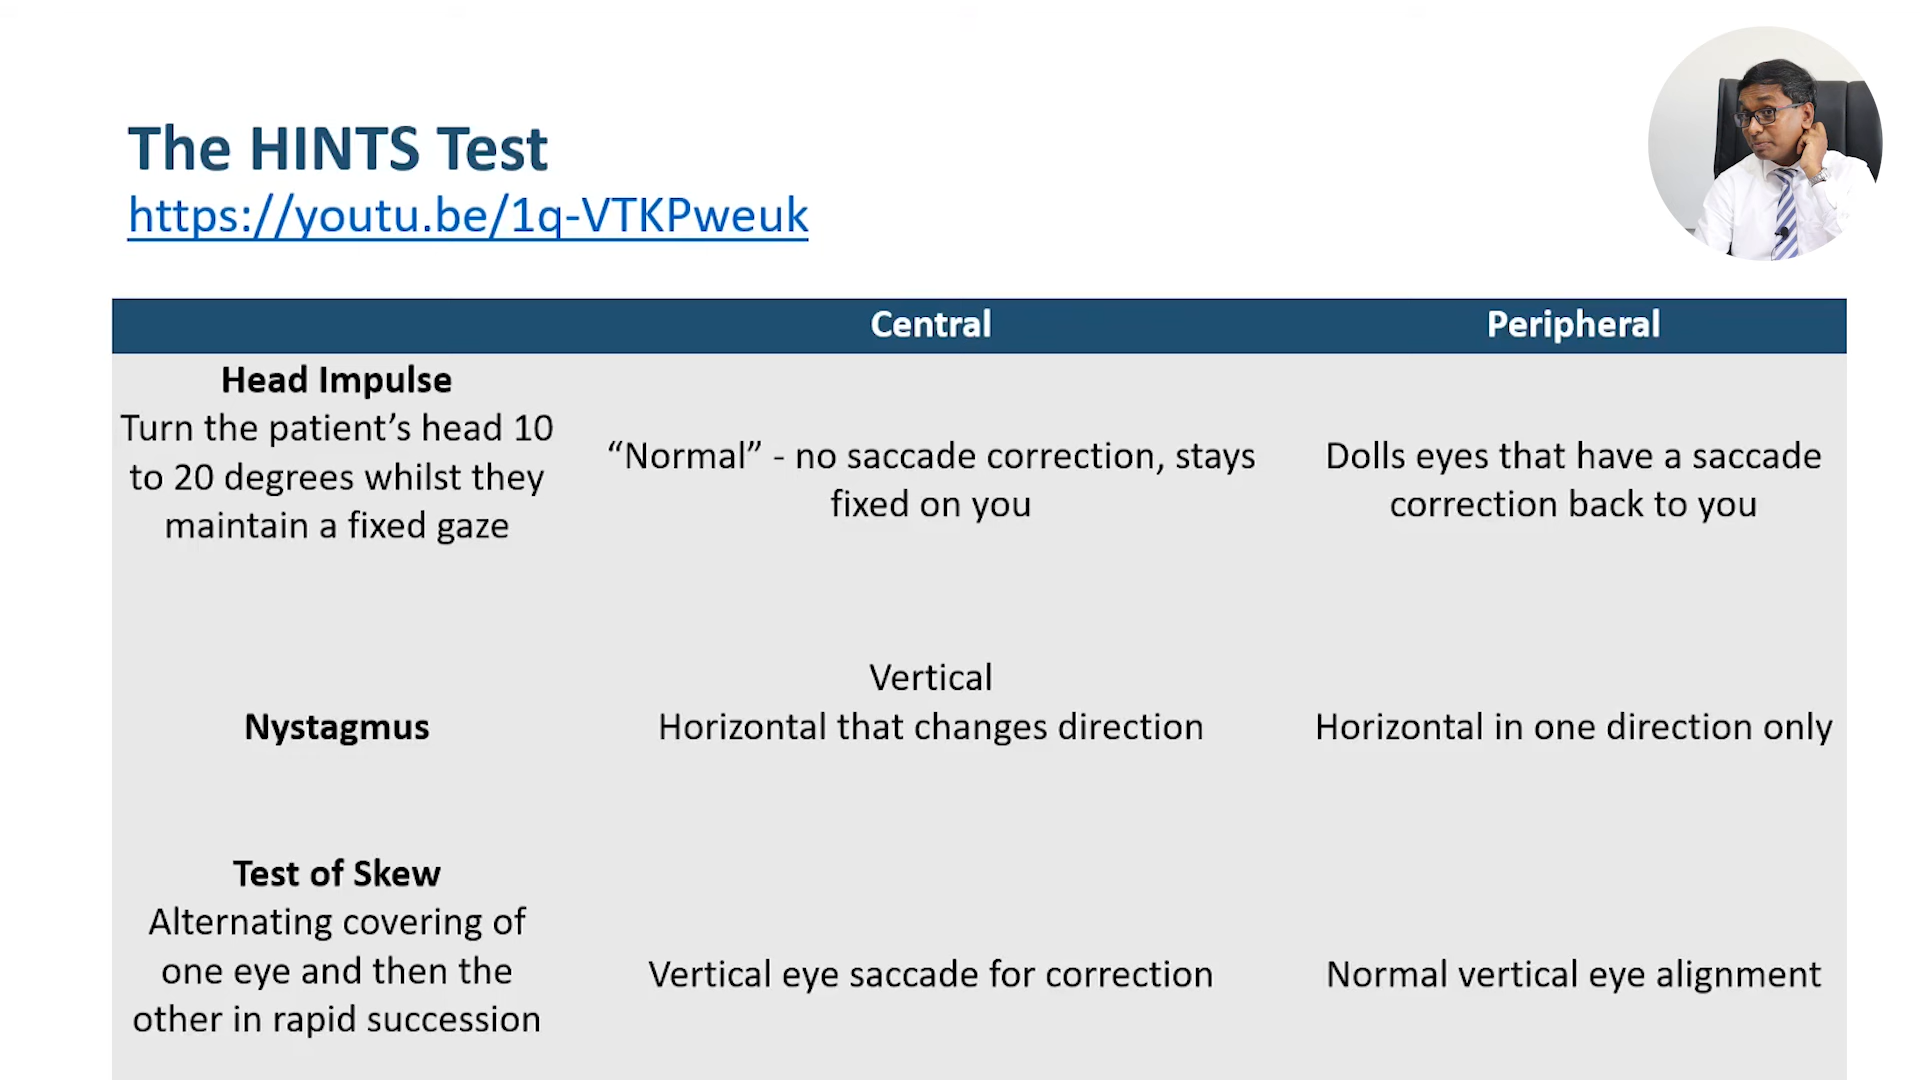 The HINTS Test
https://youtu.be/1q-VTKPweuk
Central
Peripheral
Head Impulse
Turn the patient’s head 10
to 20 degrees whilst they
maintain a fixed gaze
“Normal” - no saccade correction, stays
fixed on you
Dolls eyes that have a saccade
correction back to you
Nystagmus
Vertical
Horizontal that changes direction
Horizontal in one direction only
Test of Skew
Alternating covering of
one eye and then the
other in rapid succession
Vertical eye saccade for correction
Normal vertical eye alignment